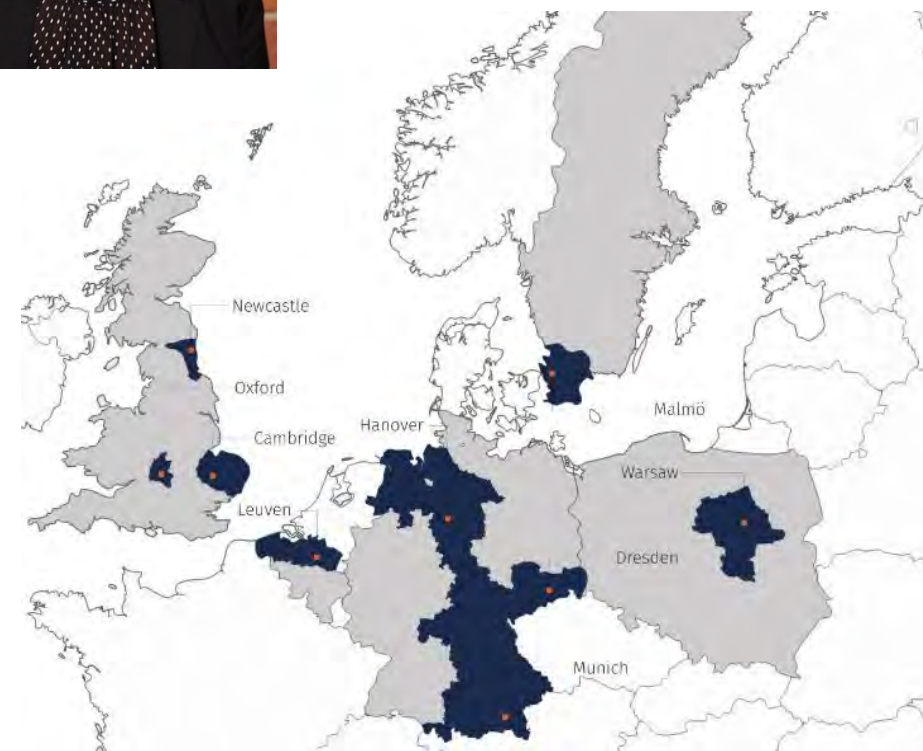 Newcastle
Oxford
Malmö
Hanover
Cambridge
Warsaw
Leuven
Dresden
Munich